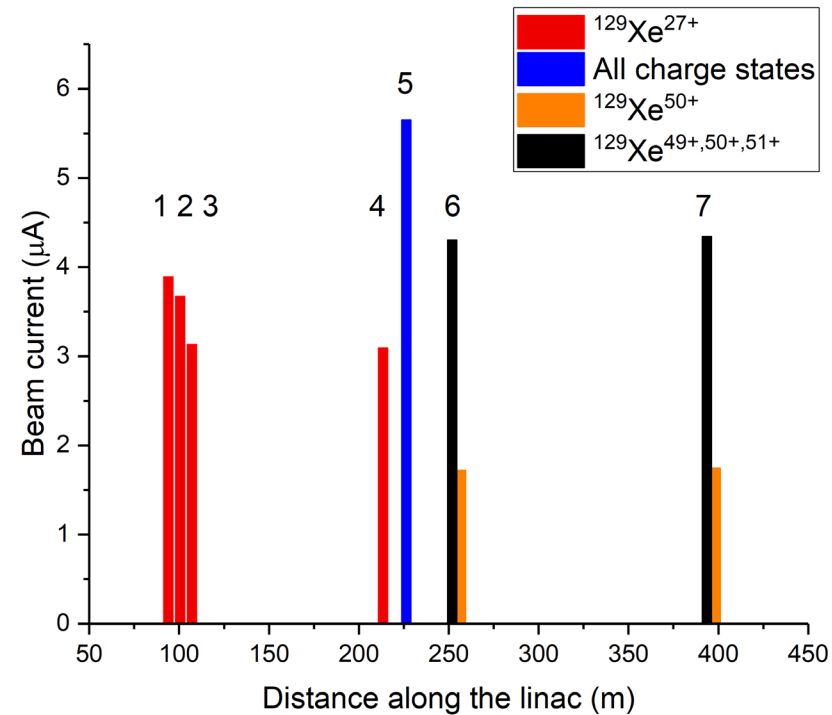 ¹²⁹Xe²⁷⁺
All charge states
¹²⁹Xe⁵⁰⁺
¹²⁹Xe⁴⁹⁺,⁵⁰⁺,⁵¹⁺
5
1 2 3
4
6
7
Beam current (μA)
6
5
4
3
2
1
0
50 100 150 200 250 300 350 400 450
Distance along the linac (m)